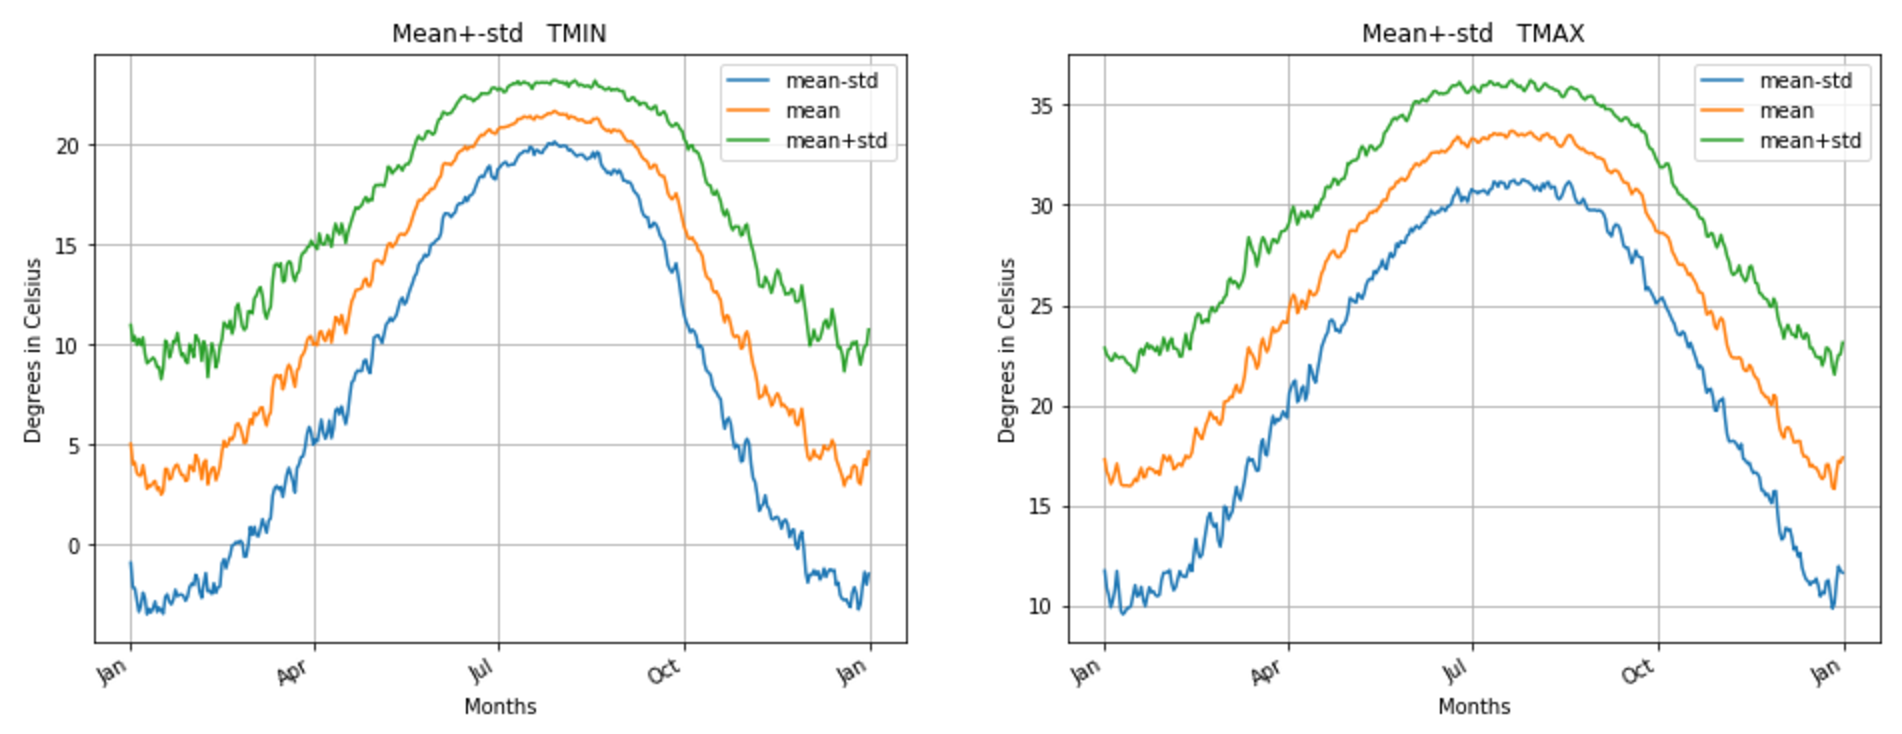 Mean+-std TMIN
mean-std
mean
mean+std
20
15
10
5
0
Degrees in Celsius
Jan
Apr
Jul
Oct
Jan
Months
Mean+-std TMAX
mean-std
mean
mean+std
35
30
25
20
15
10
Degrees in Celsius
Jan
Apr
Jul
Oct
Jan
Months